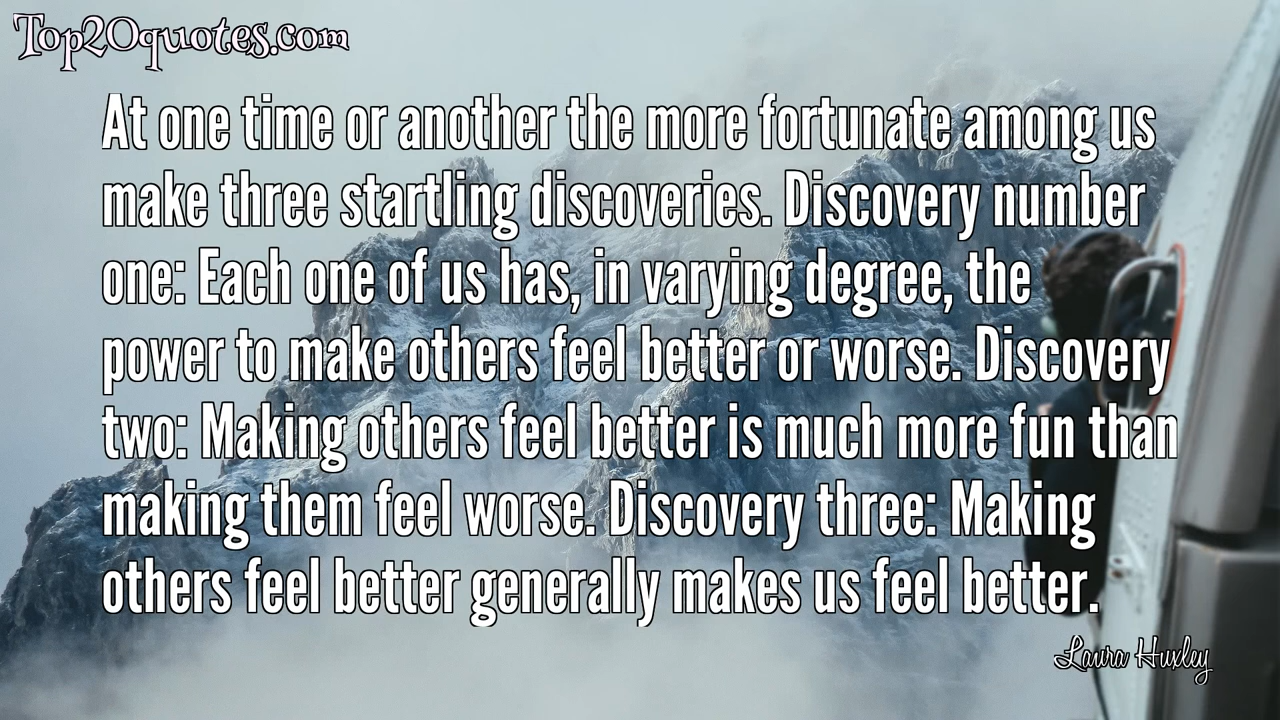 Top20quotes.com
At one time or another the more fortunate among us
make three startling discoveries. Discovery number
one: Each one of us has, in varying degree, the
power to make others feel better or worse. Discovery
two: Making others feel better is much more fun than
making them feel worse. Discovery three: Making
others feel better generally makes us feel better.
Laura Huxley